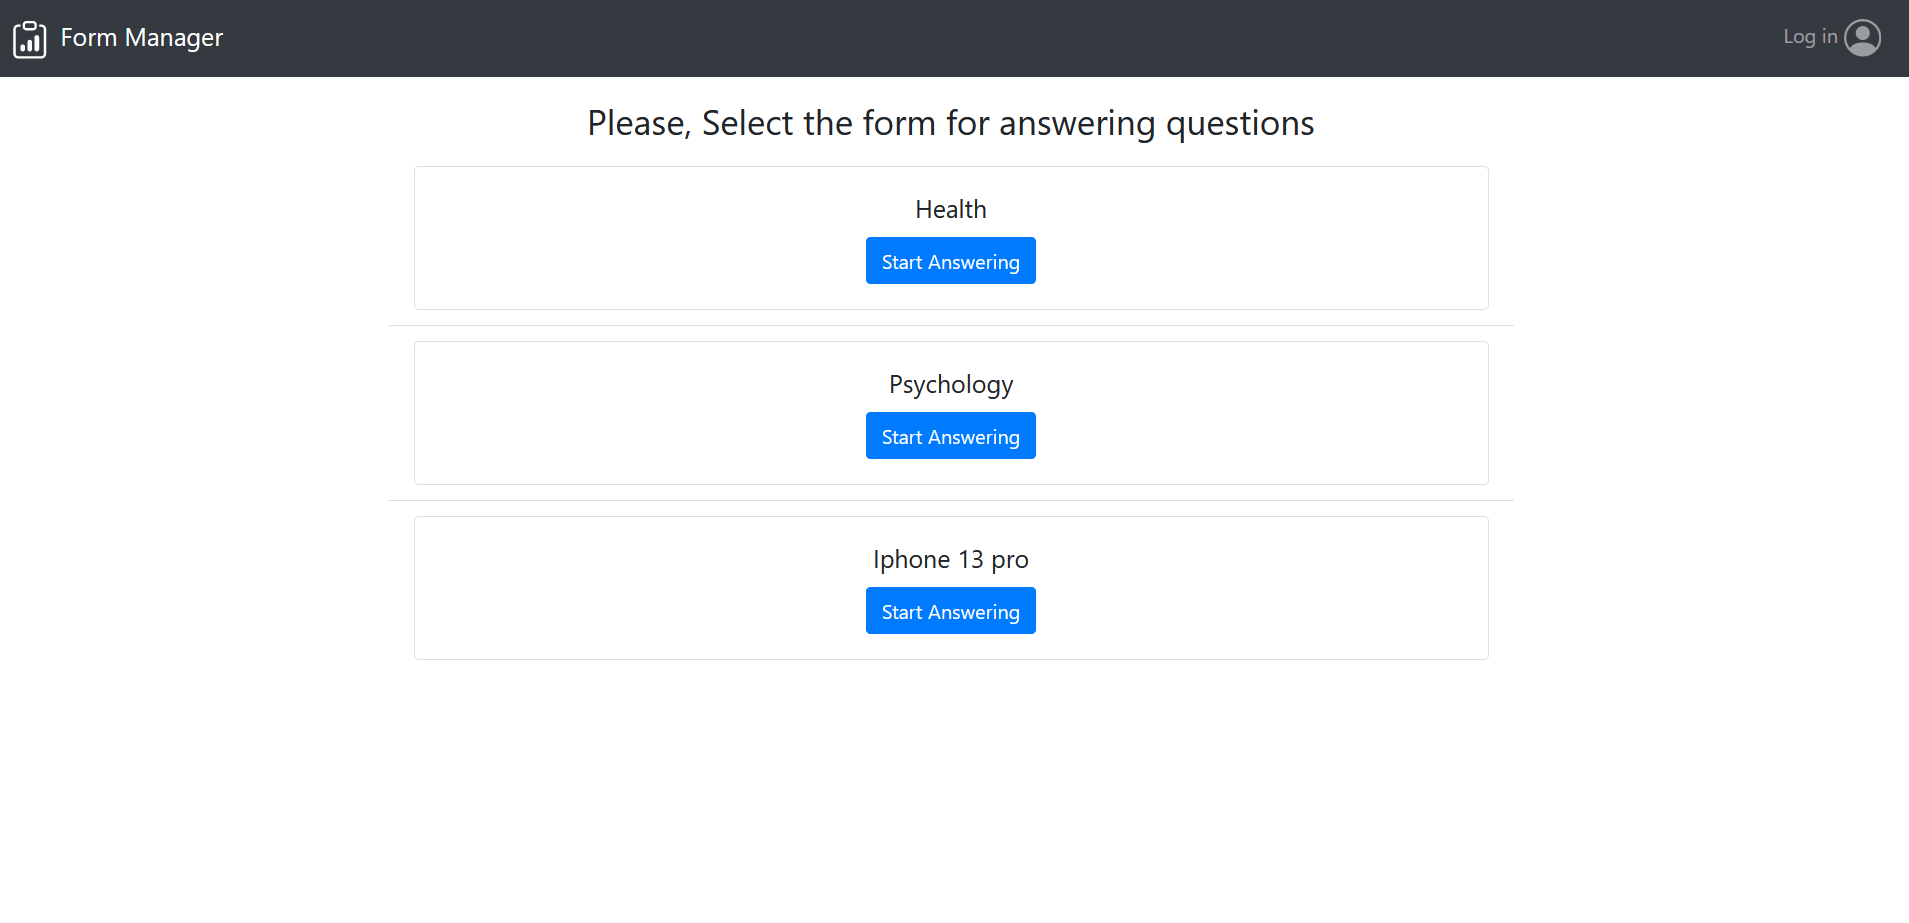 Form Manager
Log in
Please, Select the form for answering questions
Health
Start Answering
Psychology
Start Answering
Iphone 13 pro
Start Answering